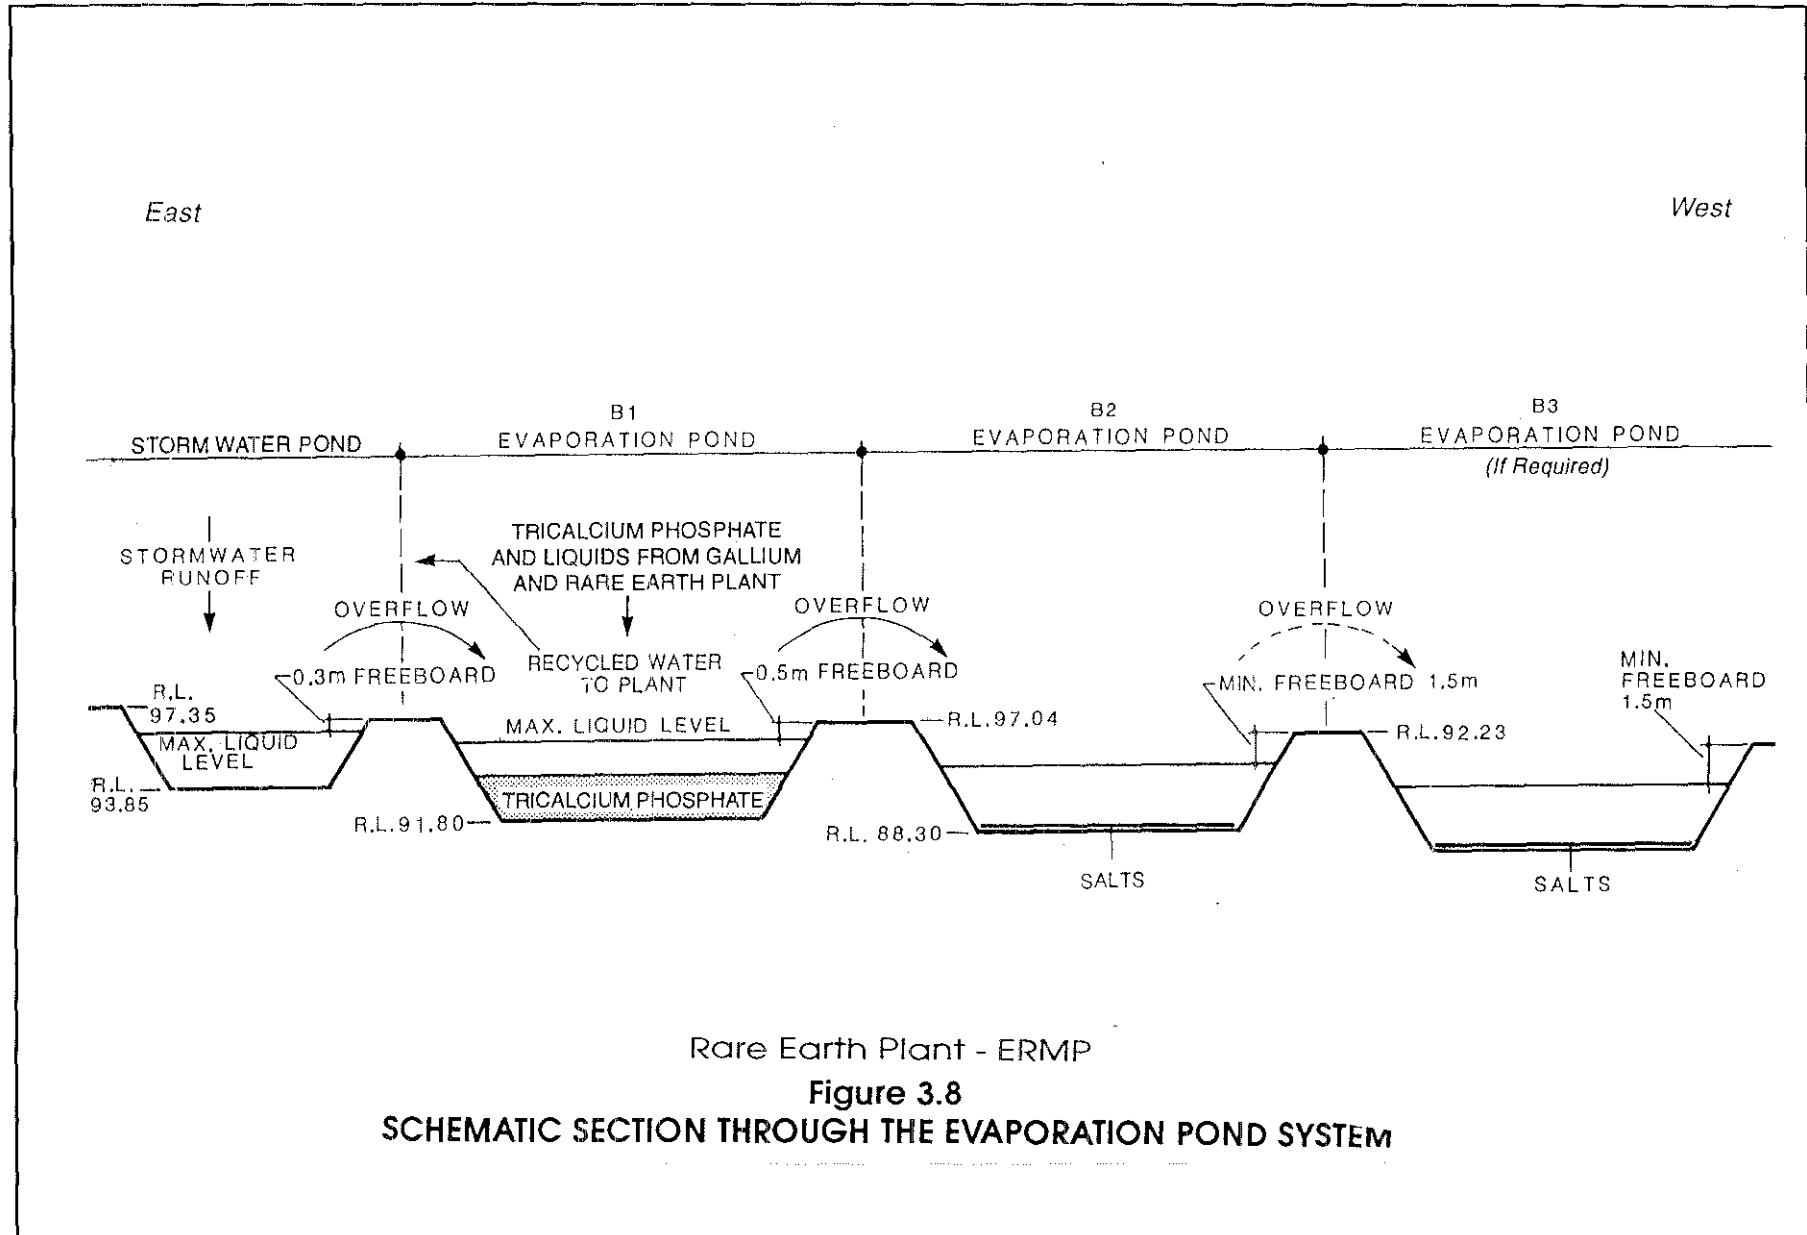 East
West
B1
B2
B3
STORM WATER POND
EVAPORATION POND
EVAPORATION POND
EVAPORATION POND
(If Required)
STORMWATER
RUNOFF
TRICALCIUM PHOSPHATE
AND LIQUIDS FROM GALLIUM
AND RARE EARTH PLANT
OVERFLOW
OVERFLOW
OVERFLOW
0.3m FREEBOARD
RECYCLED WATER
TO PLANT
0.5m FREEBOARD
MIN. FREEBOARD 1.5m
MIN.
FREEBOARD
1.5m
R.L.
97.35
MAX. LIQUID
LEVEL
MAX. LIQUID LEVEL
R.L.97.04
R.L.92.23
R.L.
93.85
TRICALCIUM PHOSPHATE
R.L.91.80
R.L. 88.30
SALTS
SALTS
Rare Earth Plant - ERMP
Figure 3.8
SCHEMATIC SECTION THROUGH THE EVAPORATION POND SYSTEM